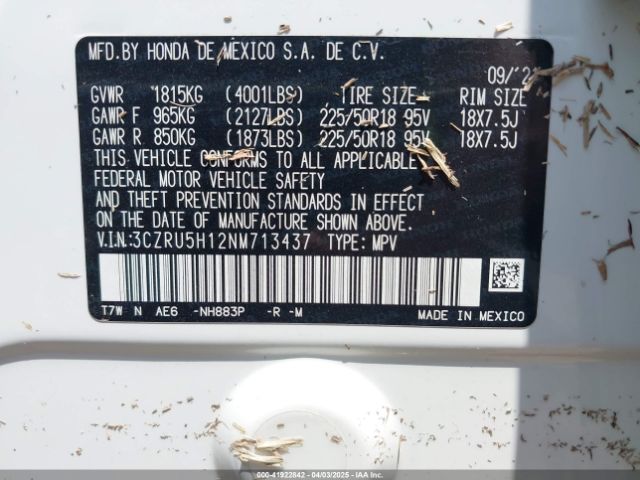 MFD.BY HONDA DE MEXICO S.A. DE C.V.
09/'2
GVWR 1815KG (4001LBS) TIRE SIZE RIM SIZE
GAWR F 965KG (2127LBS) 225/50R18 95V 18X7.5J
GAWR R 850KG (1873LBS) 225/50R18 95V 18X7.5J
THIS VEHICLE CONFORMS TO ALL APPLICABLE
FEDERAL MOTOR VEHICLE SAFETY
AND THEFT PREVENTION STANDARDS IN EFFECT
ON THE DATE OF MANUFACTURE SHOWN ABOVE.
V.I.N:3CZRU5H12NM713437 TYPE: MPV
T7W N AE6 -NH883P -R -M
MADE IN MEXICO
000-41922842 - 04/03/2025 - IAA Inc.